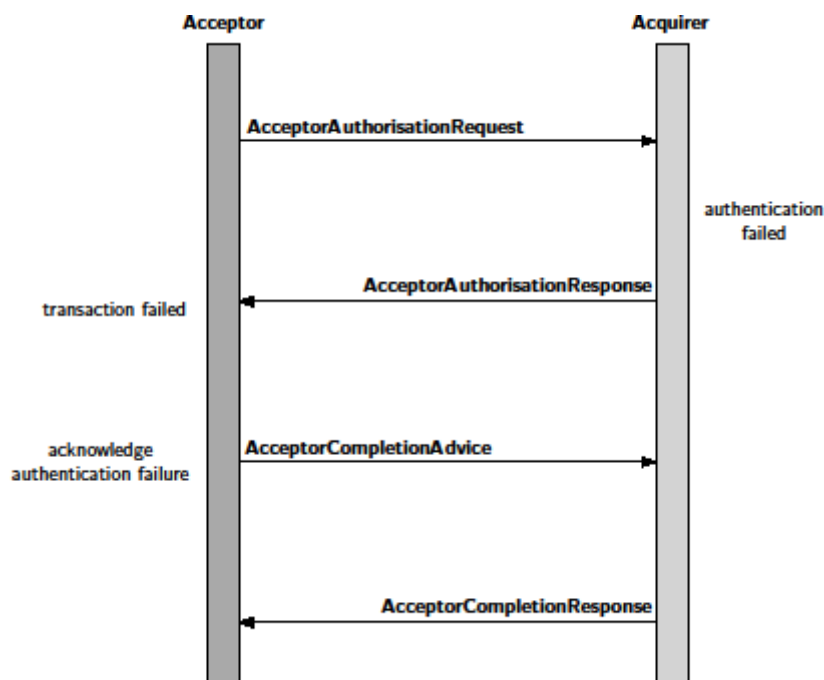 Acceptor
Acquirer
AcceptorAuthorisationRequest
authentication
failed
AcceptorAuthorisationResponse
transaction failed
acknowledge
authentication failure
AcceptorCompletionAdvice
AcceptorCompletionResponse